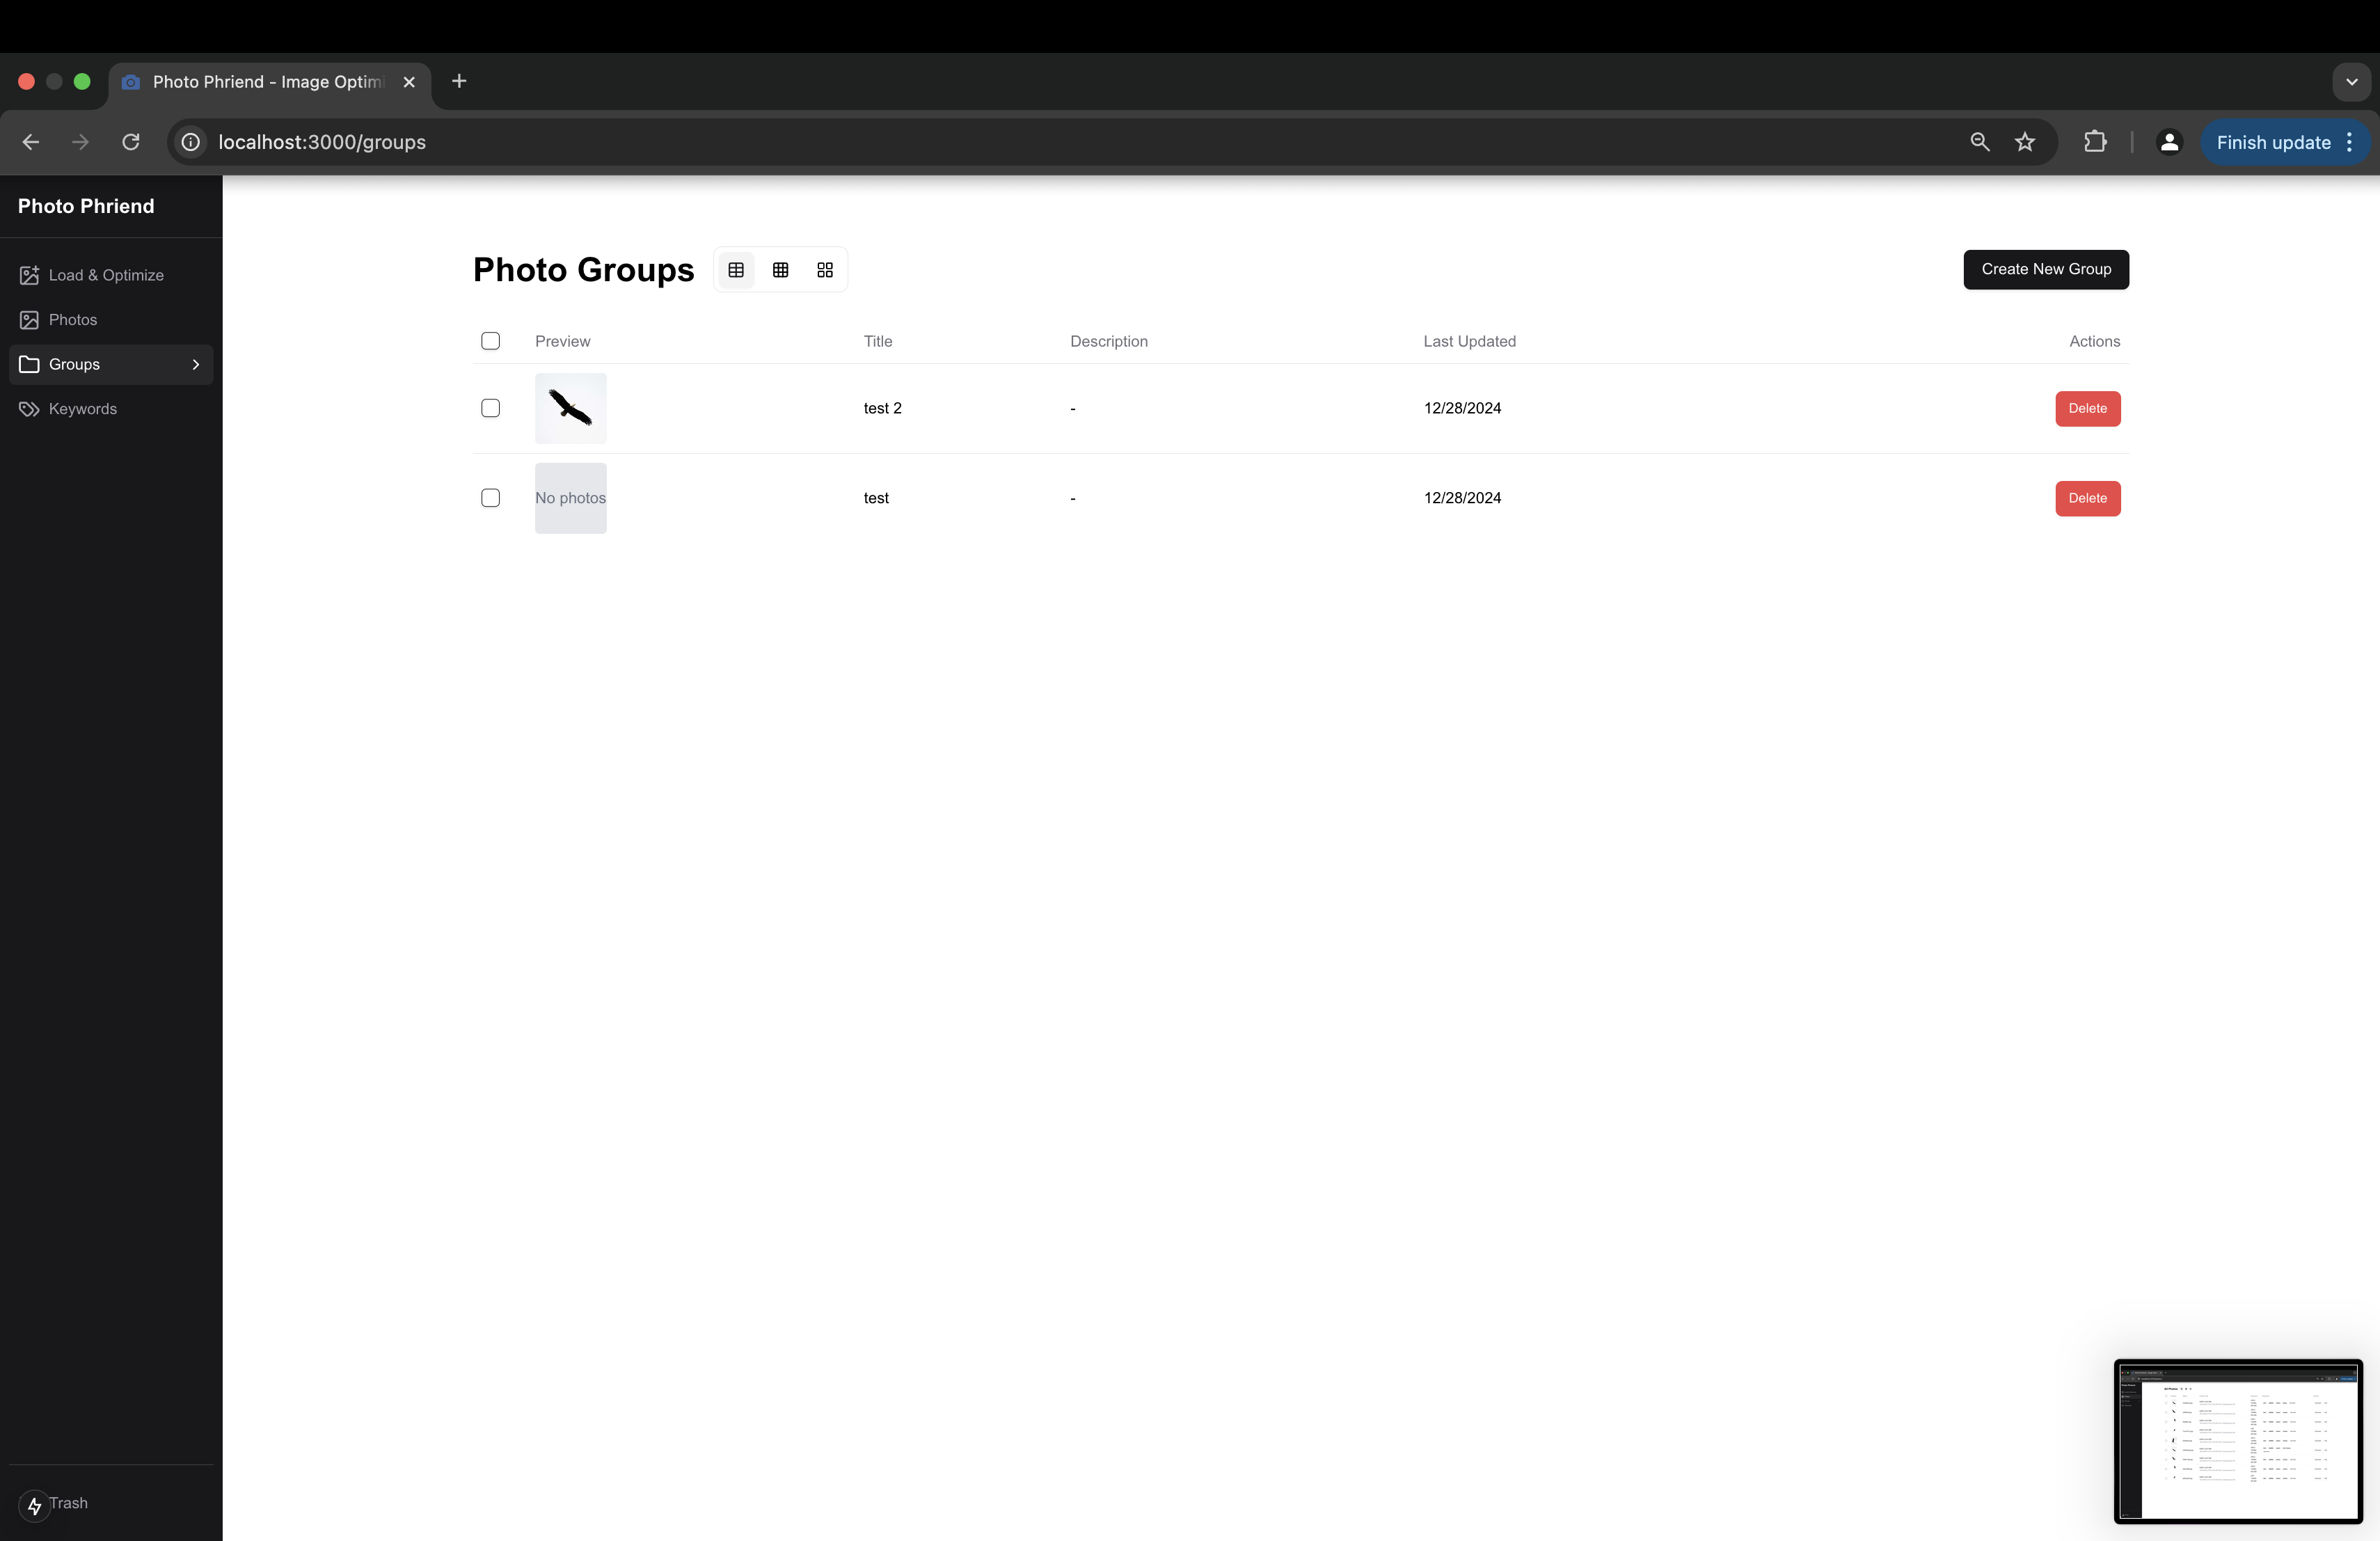 Photo Phriend - Image Optimi
localhost:3000/groups
Finish update
Photo Phriend
Load & Optimize
Photos
Groups
Keywords
Trash
Photo Groups
Create New Group
Preview Title Description Last Updated Actions
test 2 - 12/28/2024 Delete
No photos test - 12/28/2024 Delete